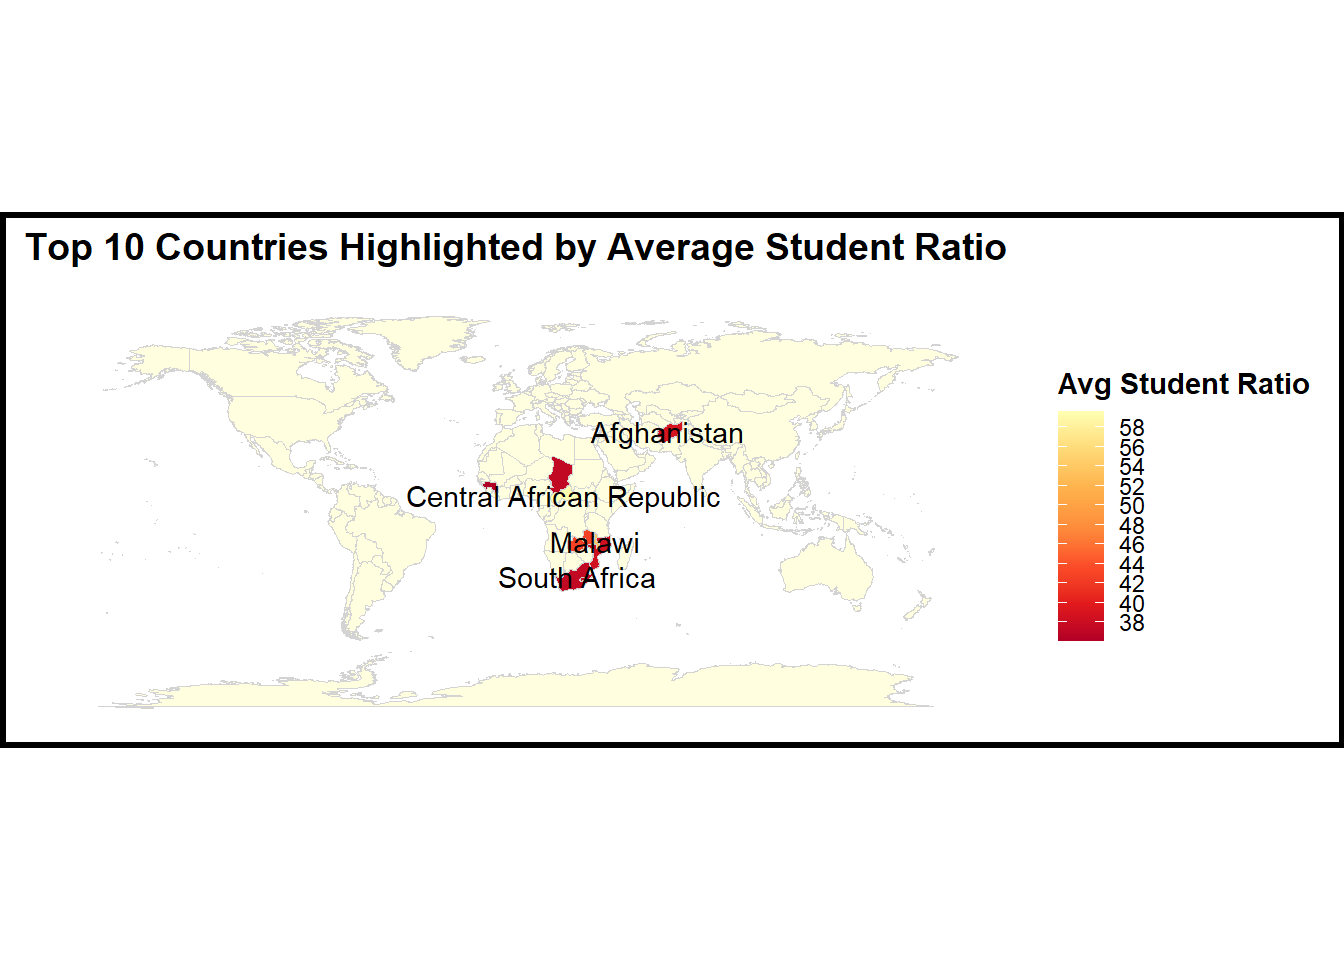 Top 10 Countries Highlighted by Average Student Ratio
Avg Student Ratio
58
56
54
52
50
48
46
44
42
40
38
Afghanistan
Central African Republic
Malawi
South Africa